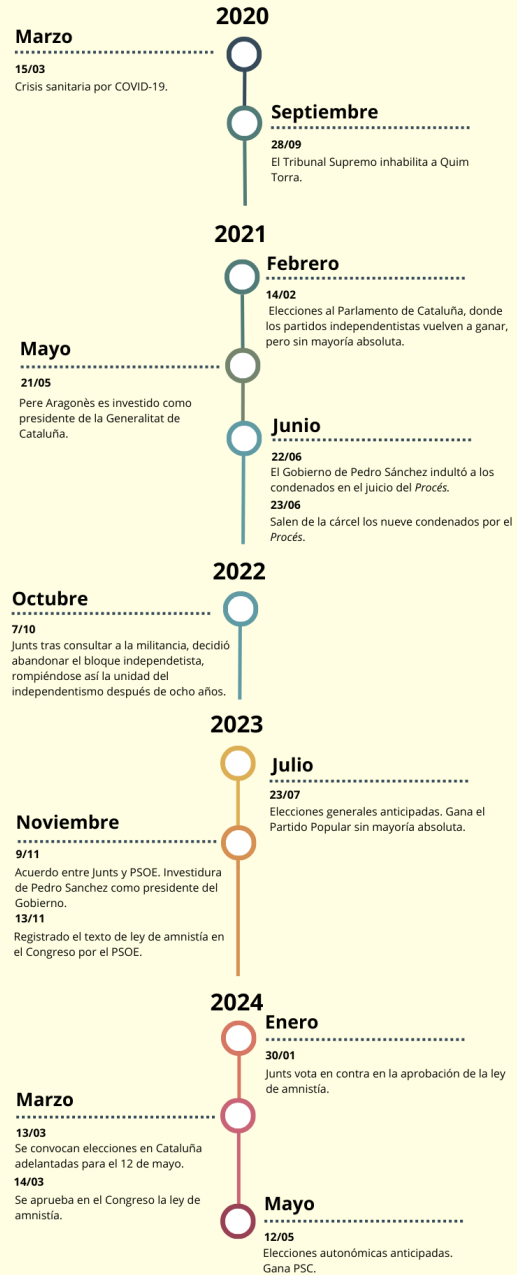 2020
Marzo
15/03
Crisis sanitaria por COVID-19.
Septiembre
28/09
El Tribunal Supremo inhabilita a Quim
Torra.
2021
Febrero
14/02
Elecciones al Parlamento de Cataluña, donde
los partidos independentistas vuelven a ganar,
pero sin mayoría absoluta.
Mayo
21/05
Pere Aragonès es investido como
presidente de la Generalitat de
Cataluña.
Junio
22/06
El Gobierno de Pedro Sánchez indultó a los
condenados en el juicio del Procés.
23/06
Salen de la cárcel los nueve condenados por el
Procés.
2022
Octubre
7/10
Junts tras consultar a la militancia, decidió
abandonar el bloque independetista,
rompiéndose así la unidad del
independentismo después de ocho años.
2023
Julio
23/07
Elecciones generales anticipadas. Gana el
Partido Popular sin mayoría absoluta.
Noviembre
9/11
Acuerdo entre Junts y PSOE. Investidura
de Pedro Sanchez como presidente del
Gobierno.
13/11
Registrado el texto de ley de amnistía en
el Congreso por el PSOE.
2024
Enero
30/01
Junts vota en contra en la aprobación de la ley
de amnistía.
Marzo
13/03
Se convocan elecciones en Cataluña
adelantadas para el 12 de mayo.
14/03
Se aprueba en el Congreso la ley de
amnistía.
Mayo
12/05
Elecciones autonómicas anticipadas.
Gana PSC.